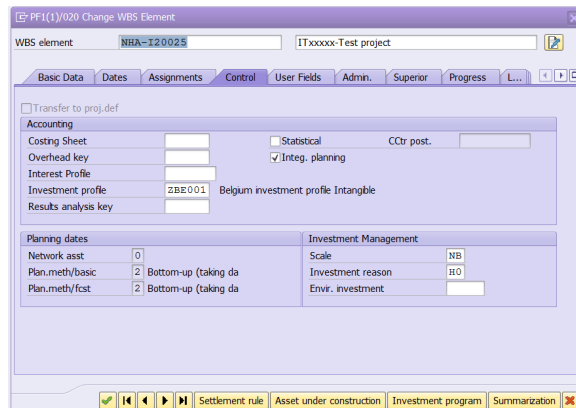 PF1(1)/020 Change WBS Element
WBS element NHA-I20025 ITxxxxx-Test project
Basic Data Dates Assignments Control User Fields Admin. Superior Progress L...
Transfer to proj.def
Accounting
Costing Sheet Statistical CCtr post.
Overhead key Integ. planning
Interest Profile
Investment profile ZBE001 Belgium investment profile Intangible
Results analysis key
Planning dates
Network asst 0
Plan.meth/basic 2 Bottom-up (taking da
Plan.meth/fcst 2 Bottom-up (taking da
Investment Management
Scale NB
Investment reason H0
Envir. investment
Settlement rule Asset under construction Investment program Summarization